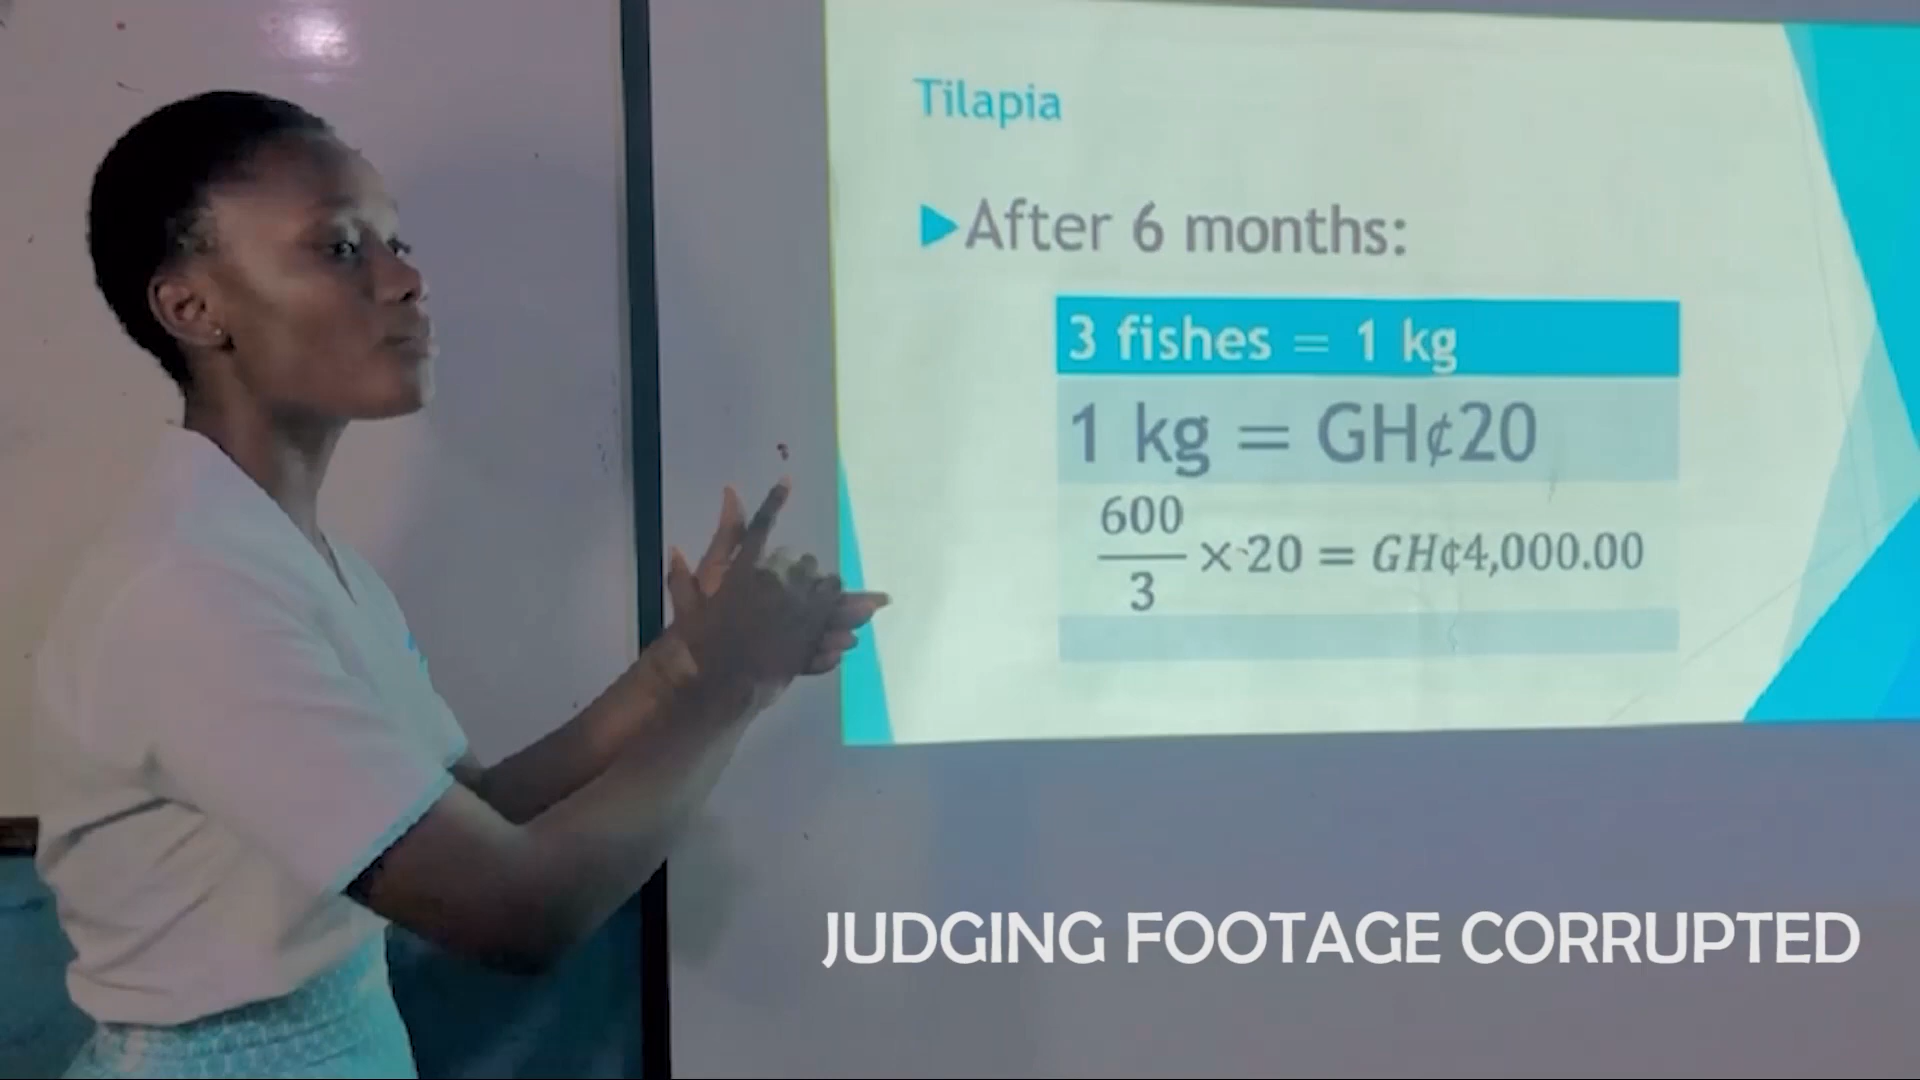 Tilapia
▶After 6 months:
3 fishes = 1 kg
1 kg = GH¢20
600/3 × 20 = GH¢4,000.00
JUDGING FOOTAGE CORRUPTED